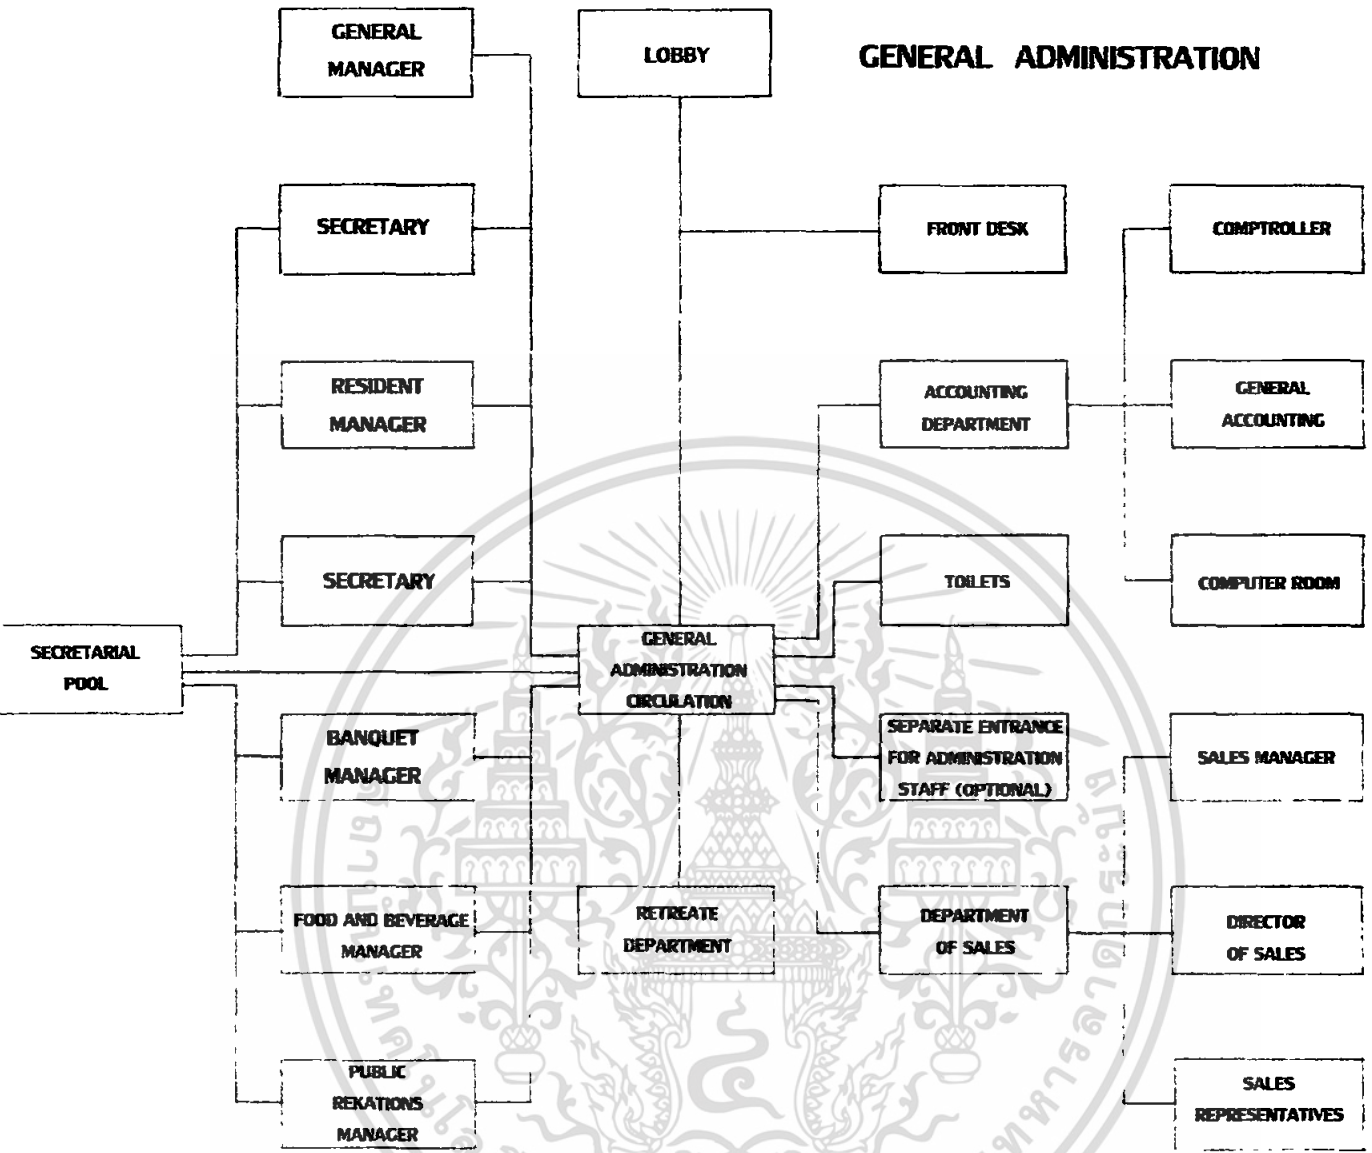 GENERAL
MANAGER
LOBBY
GENERAL ADMINISTRATION
SECRETARY
FRONT DESK
COMPTROLLER
RESIDENT
MANAGER
ACCOUNTING
DEPARTMENT
GENERAL
ACCOUNTING
SECRETARY
TOILETS
COMPUTER ROOM
SECRETARIAL
POOL
GENERAL
ADMINISTRATION
CIRCULATION
BANQUET
MANAGER
SEPARATE ENTRANCE
FOR ADMINISTRATION
STAFF (OPTIONAL)
SALES MANAGER
FOOD AND BEVERAGE
MANAGER
RETREATE
DEPARTMENT
DEPARTMENT
OF SALES
DIRECTOR
OF SALES
PUBLIC
REKATIONS
MANAGER
SALES
REPRESENTATIVES